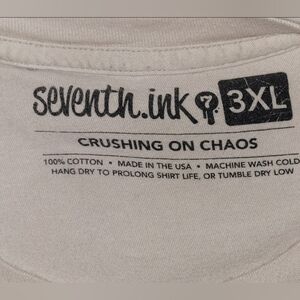 seventh.ink 7 3XL
CRUSHING ON CHAOS
100% COTTON • MADE IN THE USA • MACHINE WASH COLD
HANG DRY TO PROLONG SHIRT LIFE, OR TUMBLE DRY LOW